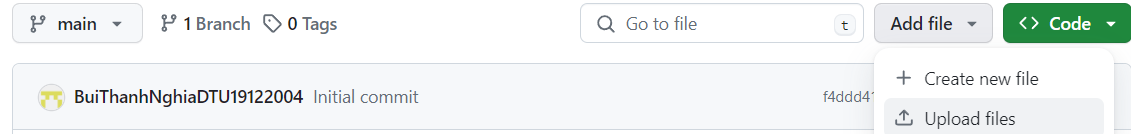 main 1 Branch 0 Tags Go to file t Add file Code
BuiThanhNghiaDTU19122004 Initial commit f4ddd41
Create new file
Upload files